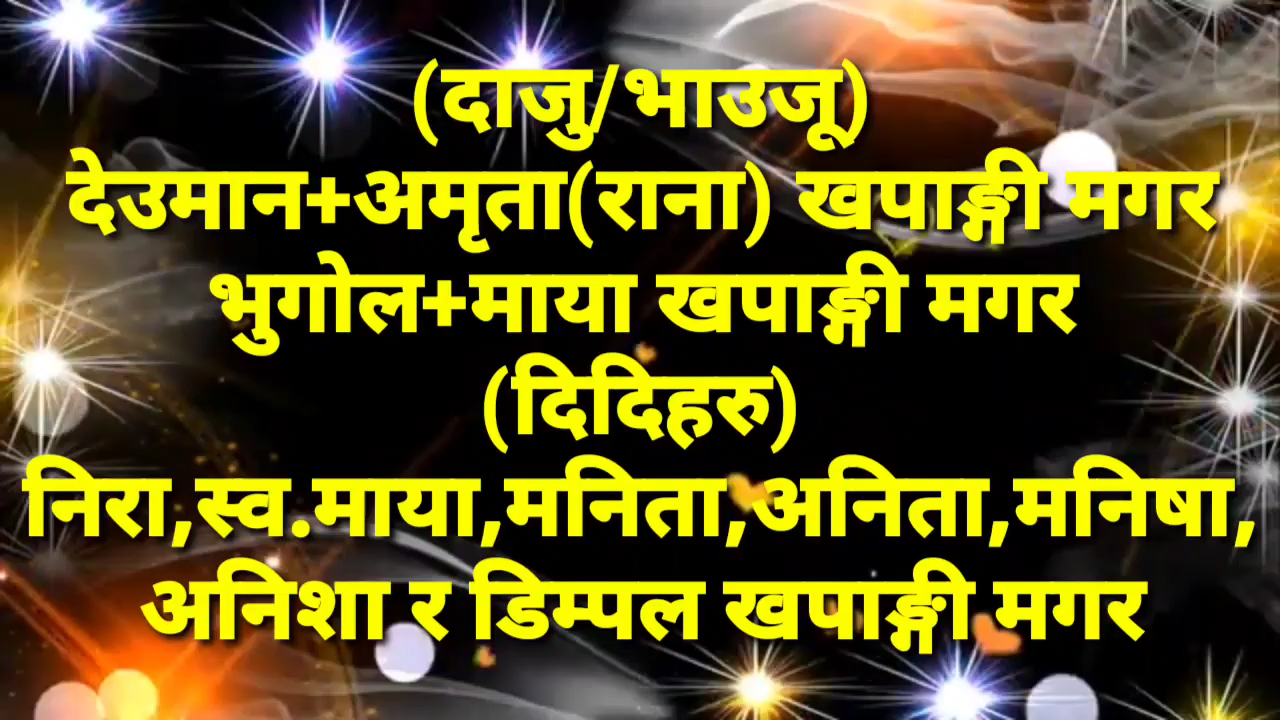 (दाजु/भाउजू)
देउमान+अमृता(राना) खपाङ्गी मगर
भुगोल+माया खपाङ्गी मगर
(दिदिहरु)
निरा,स्व.माया,मनिता,अनिता,मनिषा,
अनिशा र डिम्पल खपाङ्गी मगर